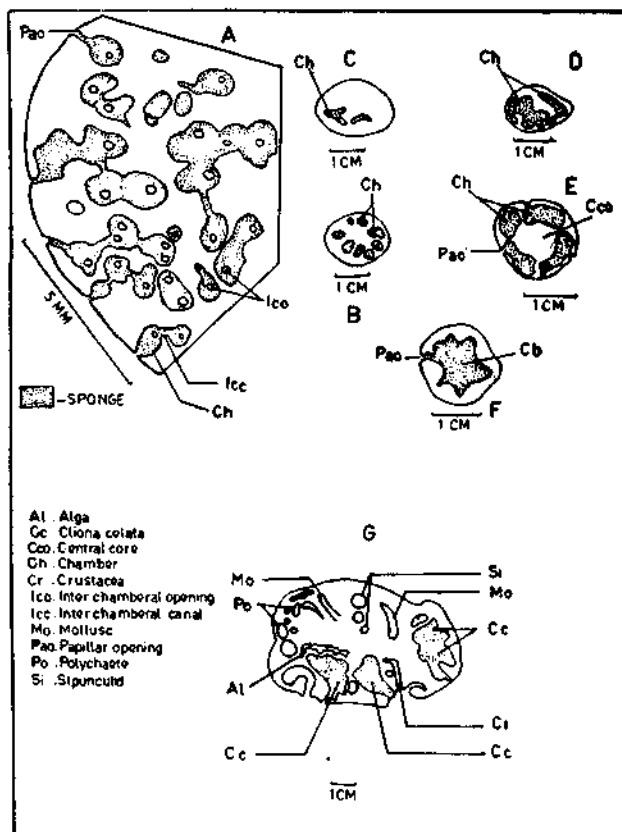 A
Pao
C
Ch
1 CM
D
Ch
1 CM
Ch
1 CM
B
E
Ch
Cco
Pao
1 CM
Ico
5 MM
Icc
Ch
-SPONGE
Pao
Cb
1 CM
F
Al . Alga
Cc . Cliona celata
Cco. Central core
Ch . Chamber
Cr . Crustacea
Ico. Inter chamberal opening
Icc. Inter chamberal canal
Mo. Mollusc
Pao. Papillar opening
Po . Polychaete
Si . Sipunculid
G
Mo
Si
Mo
Po
Cc
Al
Cc
Cc
1CM